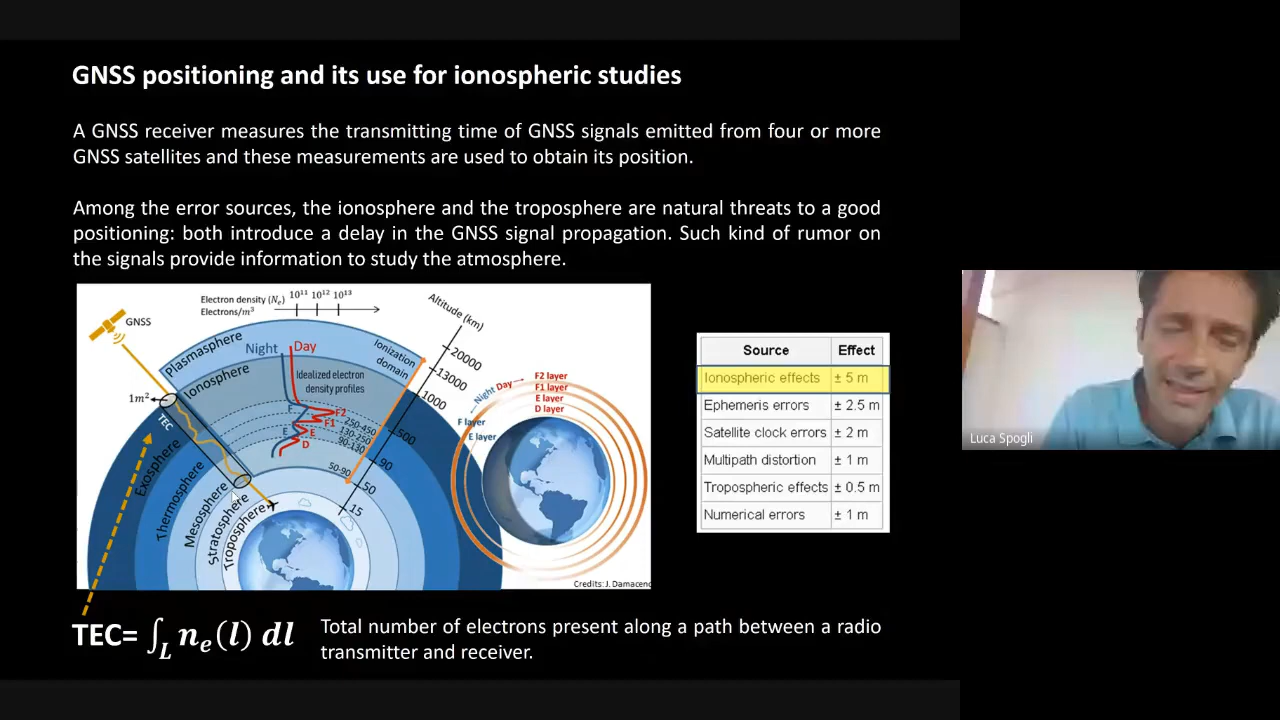 GNSS positioning and its use for ionospheric studies
A GNSS receiver measures the transmitting time of GNSS signals emitted from four or more
GNSS satellites and these measurements are used to obtain its position.
Among the error sources, the ionosphere and the troposphere are natural threats to a good
positioning: both introduce a delay in the GNSS signal propagation. Such kind of rumor on
the signals provide information to study the atmosphere.
Electron density (Nₑ) 10¹¹ 10¹² 10¹³
Electrons/m³
Altitude (km)
GNSS
Plasmasphere
Night Day
Ionization
domain
20000
13000
1000
500
90
50
15
Ionosphere
Idealized electron
density profiles
1m²
TEC
F
F2
F1
E
E
D
250-450
130-250
90-130
50-90
Exosphere
Thermosphere
Mesosphere
Stratosphere
Troposphere
Night Day
F2 layer
F1 layer
E layer
D layer
F layer
E layer
Credits: J. Damacend
Source Effect
Ionospheric effects ± 5 m
Ephemeris errors ± 2.5 m
Satellite clock errors ± 2 m
Multipath distortion ± 1 m
Tropospheric effects ± 0.5 m
Numerical errors ± 1 m
Luca Spogli
TEC= ∫L nₑ(l) dl
Total number of electrons present along a path between a radio
transmitter and receiver.